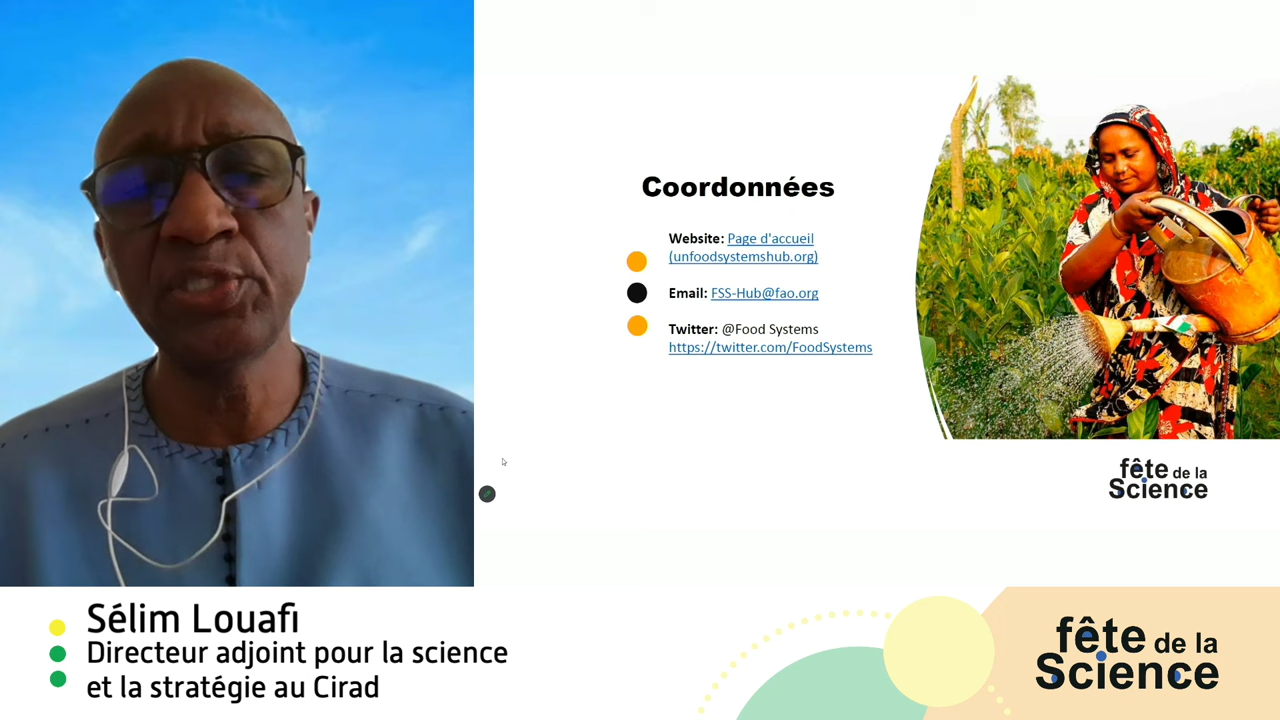 Coordonnées
Website: Page d'accueil
(unfoodsystemshub.org)
Email: FSS-Hub@fao.org
Twitter: @Food Systems
https://twitter.com/FoodSystems
fête de la
Science
Sélim Louafi
Directeur adjoint pour la science
et la stratégie au Cirad
fête de la
Science